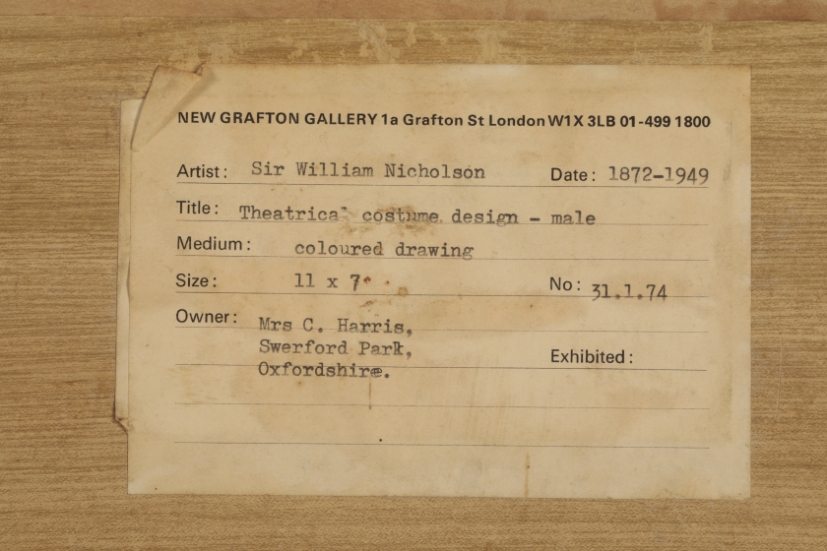 NEW GRAFTON GALLERY 1a Grafton St London W1X 3LB 01-499 1800
Artist: Sir William Nicholson Date: 1872-1949
Title: Theatrical costume design - male
Medium: coloured drawing
Size: 11 x 7" No: 31.1.74
Owner: Mrs C. Harris,
Swerford Park,
Exhibited:
Oxfordshire.